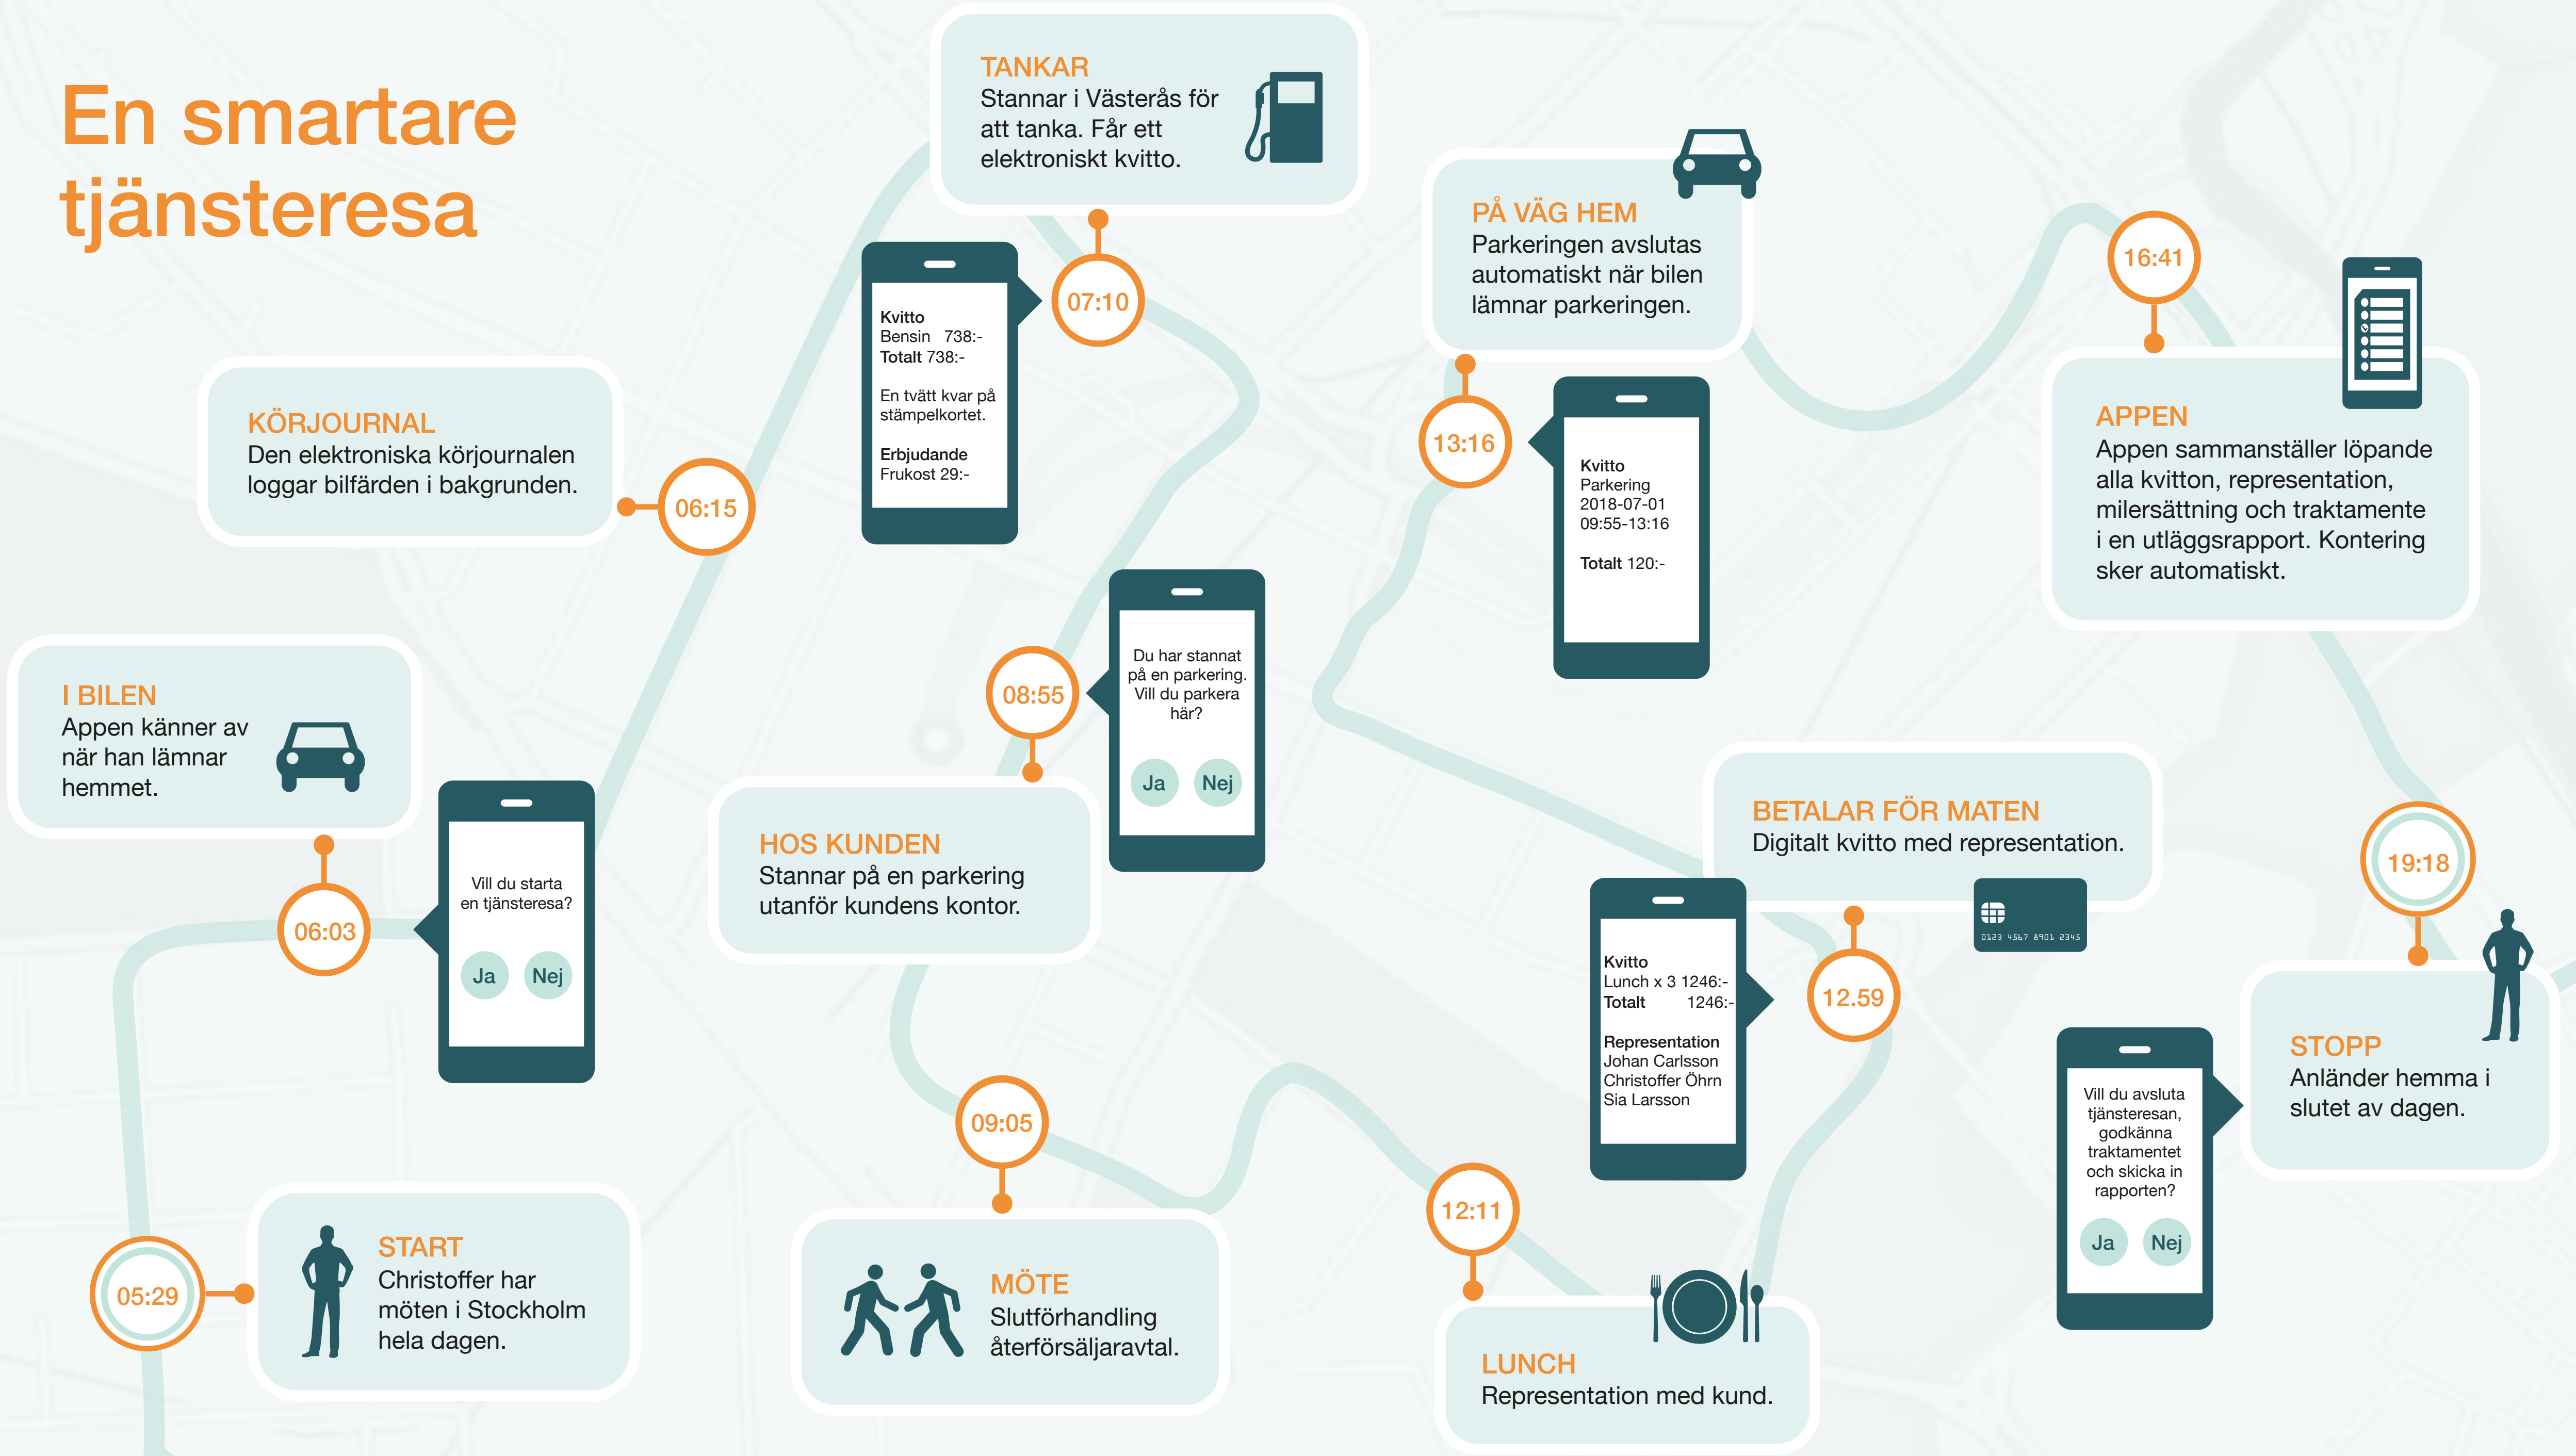 En smartare
tjänsteresa
05:29
START
Christoffer har
möten i Stockholm
hela dagen.
I BILEN
Appen känner av
när han lämnar
hemmet.
06:03
Vill du starta
en tjänsteresa?
Ja Nej
KÖRJOURNAL
Den elektroniska körjournalen
loggar bilfärden i bakgrunden.
06:15
TANKAR
Stannar i Västerås för
att tanka. Får ett
elektroniskt kvitto.
07:10
Kvitto
Bensin 738:-
Totalt 738:-
En tvätt kvar på
stämpelkortet.
Erbjudande
Frukost 29:-
08:55
Du har stannat
på en parkering.
Vill du parkera
här?
Ja Nej
HOS KUNDEN
Stannar på en parkering
utanför kundens kontor.
09:05
MÖTE
Slutförhandling
återförsäljaravtal.
12:11
LUNCH
Representation med kund.
BETALAR FÖR MATEN
Digitalt kvitto med representation.
0123 4567 8901 2345
12.59
Kvitto
Lunch x 3 1246:-
Totalt 1246:-
Representation
Johan Carlsson
Christoffer Öhrn
Sia Larsson
PÅ VÄG HEM
Parkeringen avslutas
automatiskt när bilen
lämnar parkeringen.
13:16
Kvitto
Parkering
2018-07-01
09:55-13:16
Totalt 120:-
16:41
APPEN
Appen sammanställer löpande
alla kvitton, representation,
milersättning och traktamente
i en utläggsrapport. Kontering
sker automatiskt.
19:18
STOPP
Anländer hemma i
slutet av dagen.
Vill du avsluta
tjänsteresan,
godkänna
traktamentet
och skicka in
rapporten?
Ja Nej